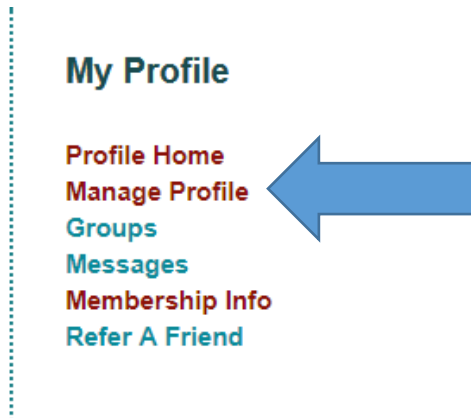 My Profile
Profile Home
Manage Profile
Groups
Messages
Membership Info
Refer A Friend